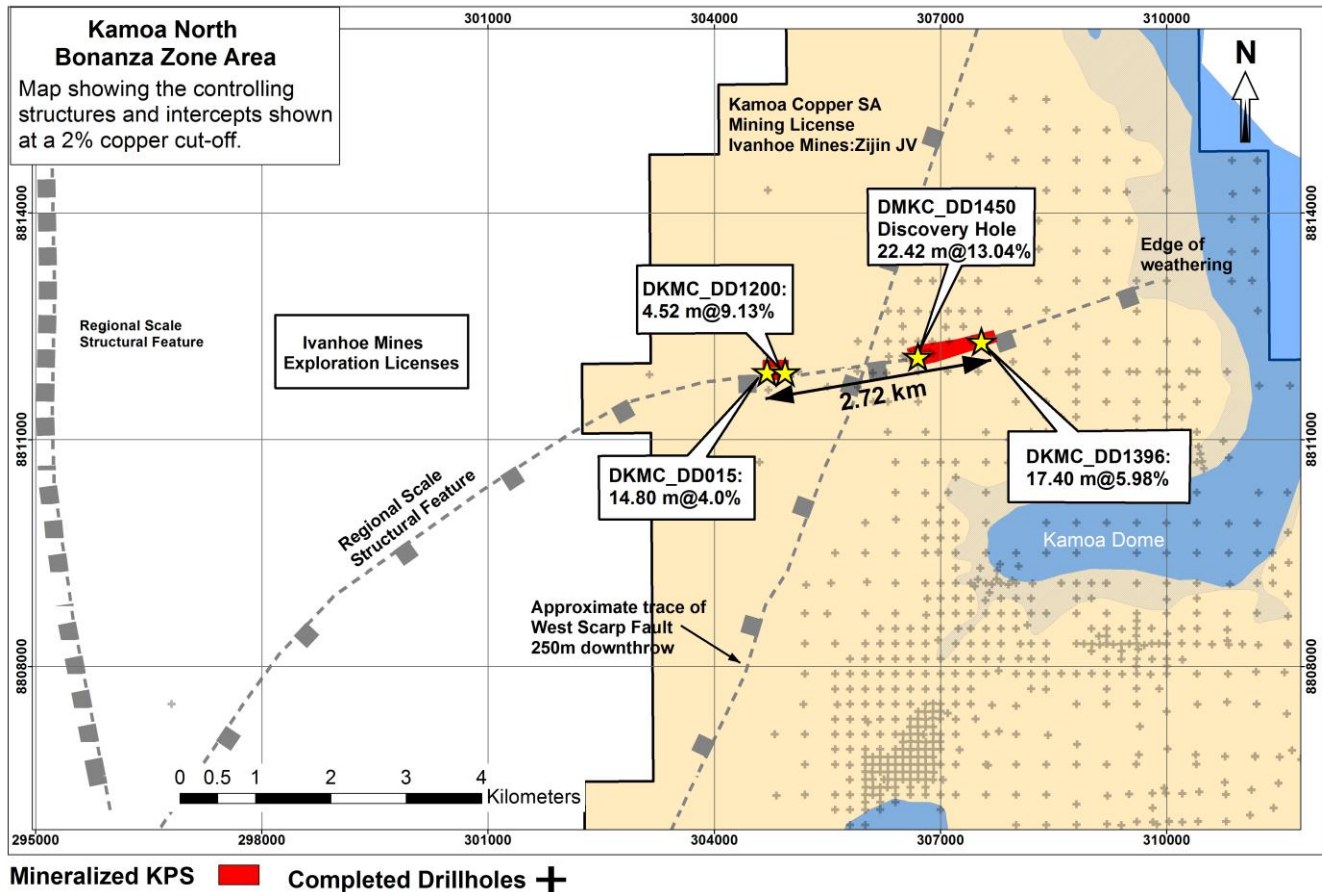 301000
304000
307000
310000
Kamoa North
Bonanza Zone Area
Map showing the controlling
structures and intercepts shown
at a 2% copper cut-off.
Kamoa Copper SA
Mining License
Ivanhoe Mines:Zijin JV
N
8814000
8814000
DMKC_DD1450
Discovery Hole
22.42 m@13.04%
Edge of
weathering
DKMC_DD1200:
4.52 m@9.13%
Regional Scale
Structural Feature
Ivanhoe Mines
Exploration Licenses
2.72 km
8811000
8811000
DKMC_DD015:
14.80 m@4.0%
DKMC_DD1396:
17.40 m@5.98%
Regional Scale
Structural Feature
Kamoa Dome
Approximate trace of
West Scarp Fault
250m downthrow
8808000
8808000
0 0.5 1 2 3 4
Kilometers
295000
298000
301000
304000
307000
310000
Mineralized KPS
Completed Drillholes